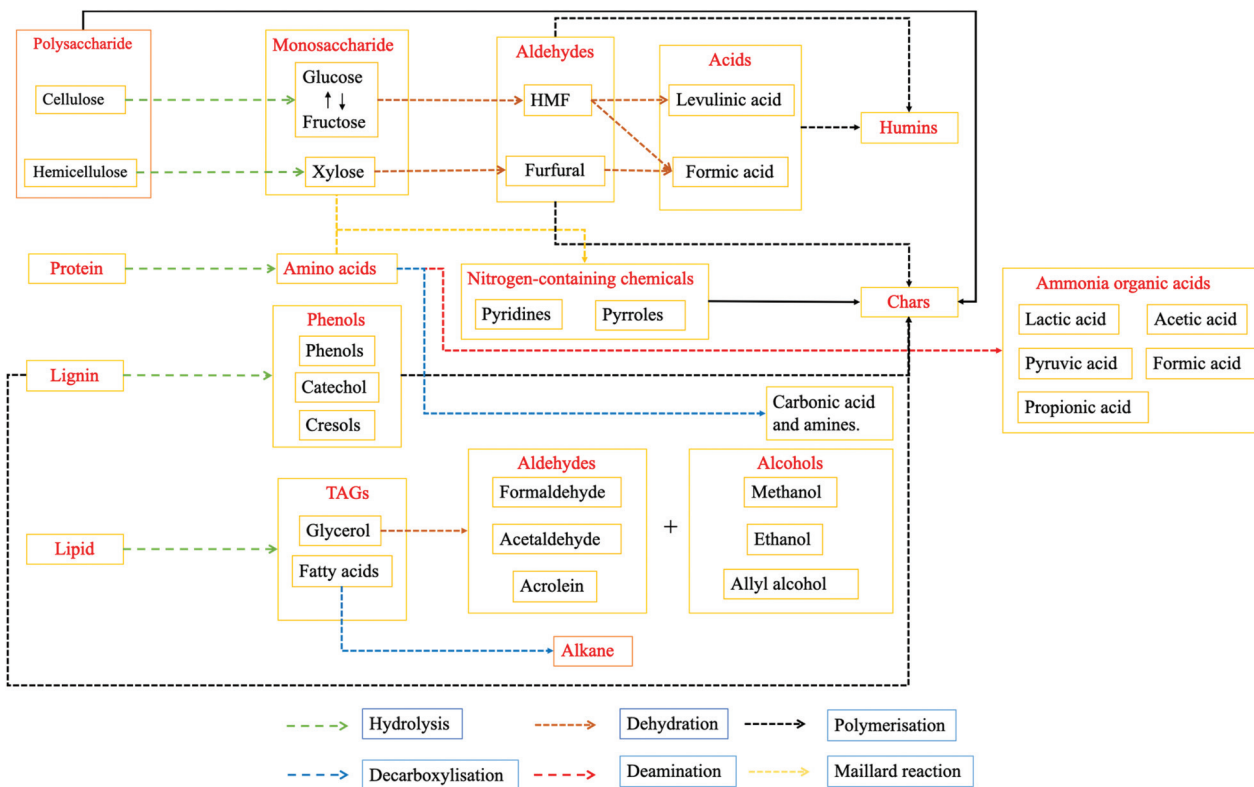 Polysaccharide
Cellulose
Hemicellulose
Monosaccharide
Glucose
Fructose
Xylose
Aldehydes
HMF
Furfural
Acids
Levulinic acid
Formic acid
Humins
Protein
Amino acids
Nitrogen-containing chemicals
Pyridines
Pyrroles
Chars
Ammonia organic acids
Lactic acid
Acetic acid
Pyruvic acid
Formic acid
Propionic acid
Lignin
Phenols
Phenols
Catechol
Cresols
Carbonic acid
and amines.
Lipid
TAGs
Glycerol
Fatty acids
Aldehydes
Formaldehyde
Acetaldehyde
Acrolein
+
Alcohols
Methanol
Ethanol
Allyl alcohol
Alkane
Hydrolysis
Dehydration
Polymerisation
Decarboxylisation
Deamination
Maillard reaction